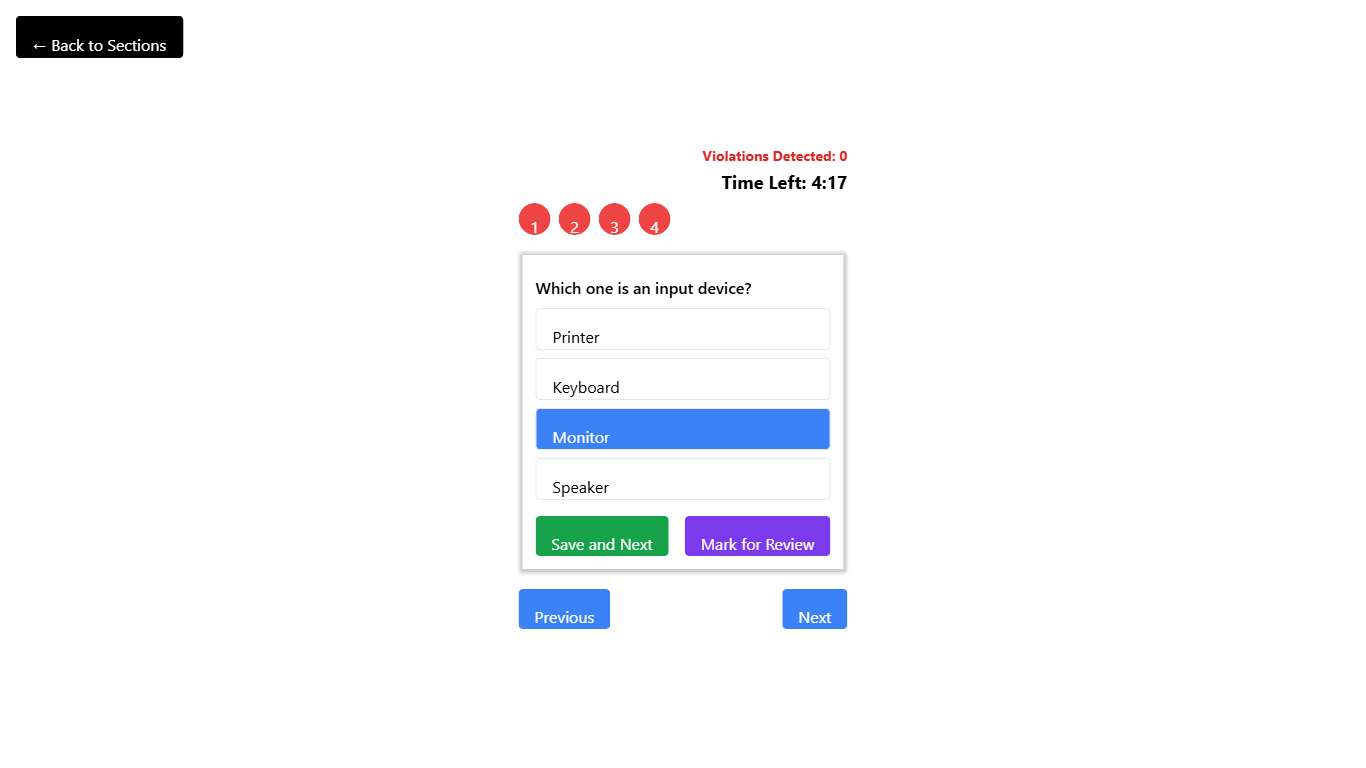 ← Back to Sections
Violations Detected: 0
Time Left: 4:17
1 2 3 4
Which one is an input device?
Printer
Keyboard
Monitor
Speaker
Save and Next Mark for Review
Previous Next